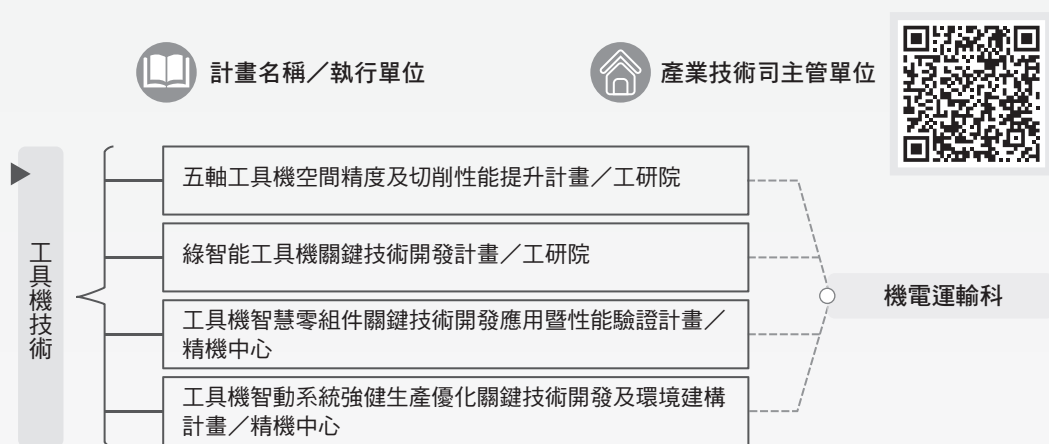 計畫名稱／執行單位
產業技術司主管單位
工具機技術
五軸工具機空間精度及切削性能提升計畫／工研院
綠智能工具機關鍵技術開發計畫／工研院
工具機智慧零組件關鍵技術開發應用暨性能驗證計畫／
精機中心
工具機智動系統強健生產優化關鍵技術開發及環境建構
計畫／精機中心
機電運輸科